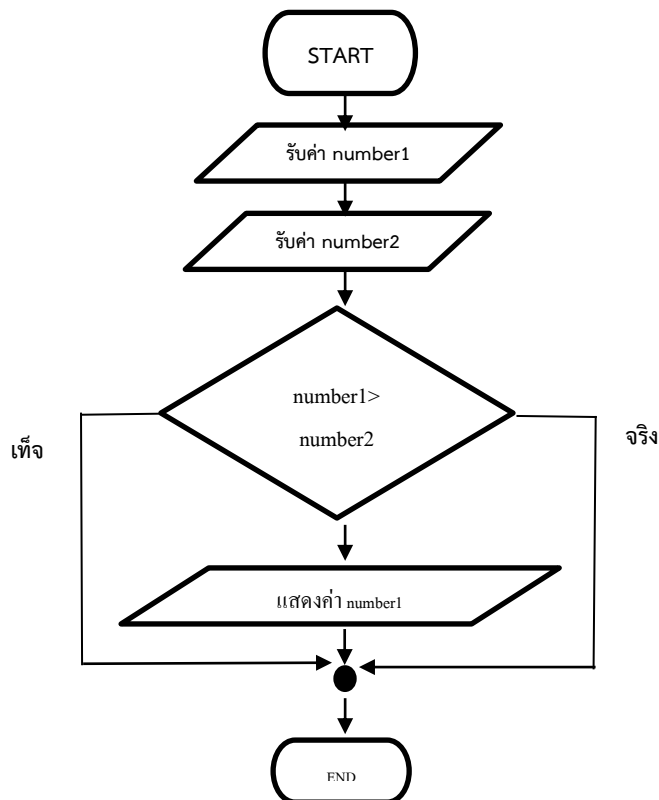 START
รับค่า number1
รับค่า number2
number1>
number2
เท็จ
จริง
แสดงค่า number1
END